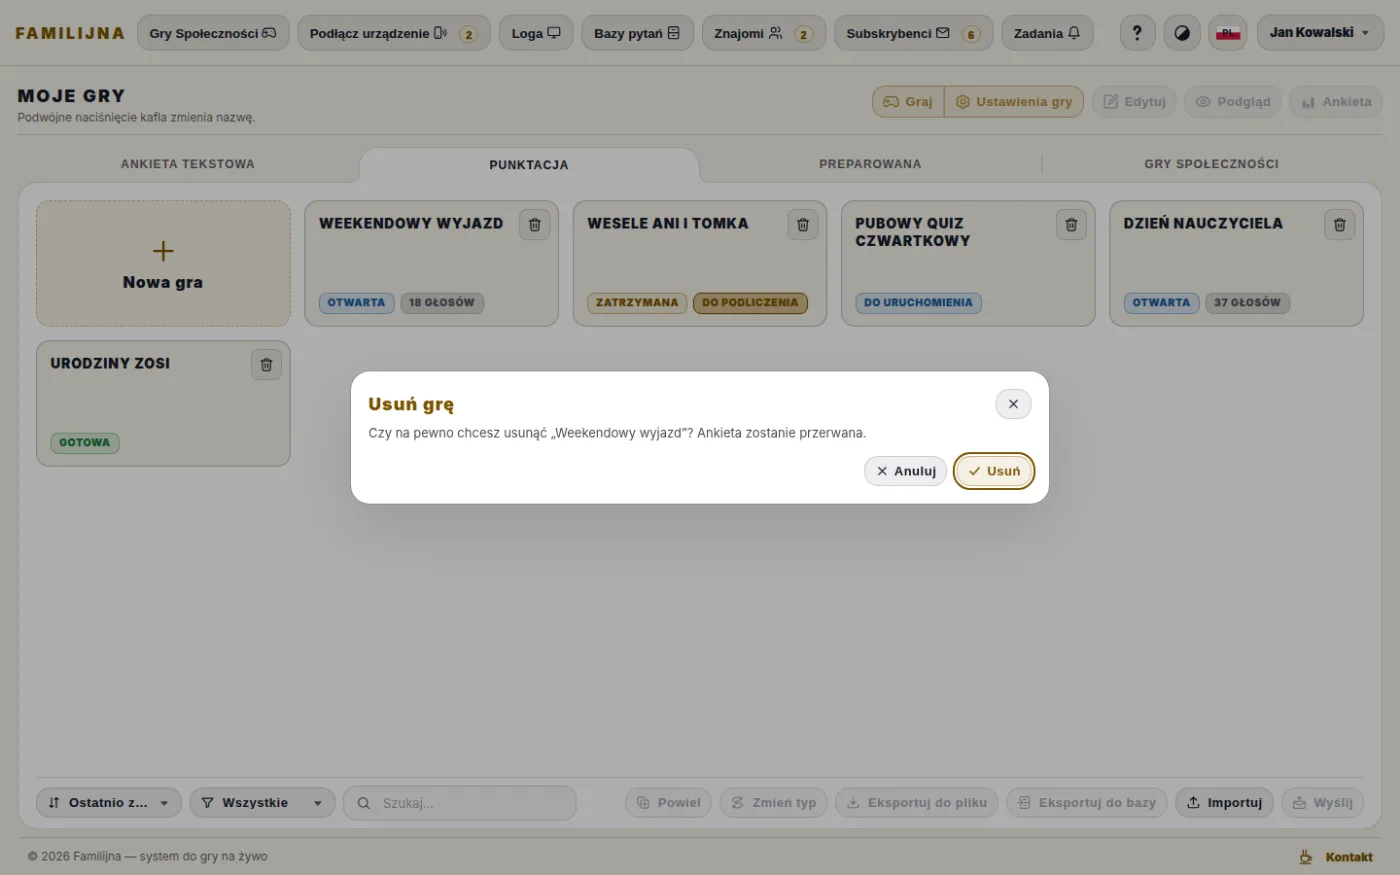 FAMILIJNA
Gry Społeczności
Podłącz urządzenie 2
Loga
Bazy pytań
Znajomi 2
Subskrybenci 6
Zadania
?
PL
Jan Kowalski
MOJE GRY
Podwójne naciśnięcie kafla zmienia nazwę.
Graj
Ustawienia gry
Edytuj
Podgląd
Ankieta
ANKIETA TEKSTOWA
PUNKTACJA
PREPAROWANA
GRY SPOŁECZNOŚCI
Nowa gra
WEEKENDOWY WYJAZD
OTWARTA
18 GŁOSÓW
WESELE ANI I TOMKA
ZATRZYMANA
DO PODLICZENIA
PUBOWY QUIZ
CZWARTKOWY
DO URUCHOMIENIA
DZIEŃ NAUCZYCIELA
OTWARTA
37 GŁOSÓW
URODZINY ZOSI
GOTOWA
Usuń grę
Czy na pewno chcesz usunąć „Weekendowy wyjazd”? Ankieta zostanie przerwana.
Anuluj
Usuń
Ostatnio z...
Wszystkie
Szukaj...
Powiel
Zmień typ
Eksportuj do pliku
Eksportuj do bazy
Importuj
Wyślij
© 2026 Familijna — system do gry na żywo
Kontakt